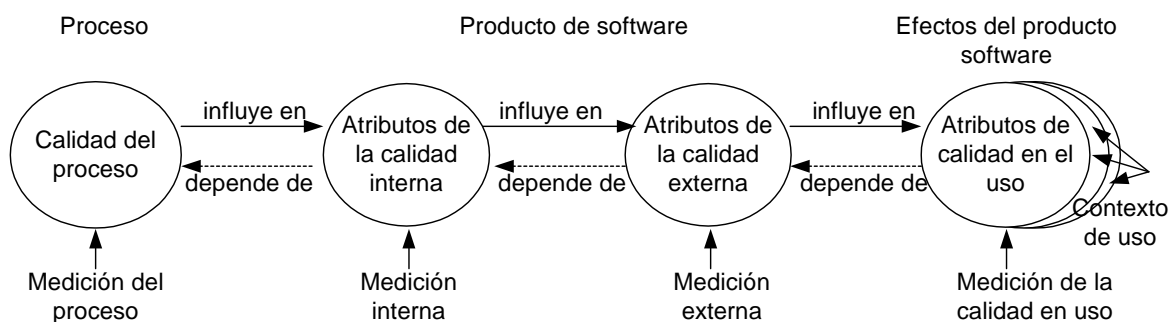 Proceso
Producto de software
Efectos del producto
software
Calidad del
proceso
influye en
depende de
Atributos de
la calidad
interna
influye en
depende de
Atributos de
la calidad
externa
influye en
depende de
Atributos de
calidad en el
uso
Contexto
de uso
Medición del
proceso
Medición
interna
Medición
externa
Medición de la
calidad en uso